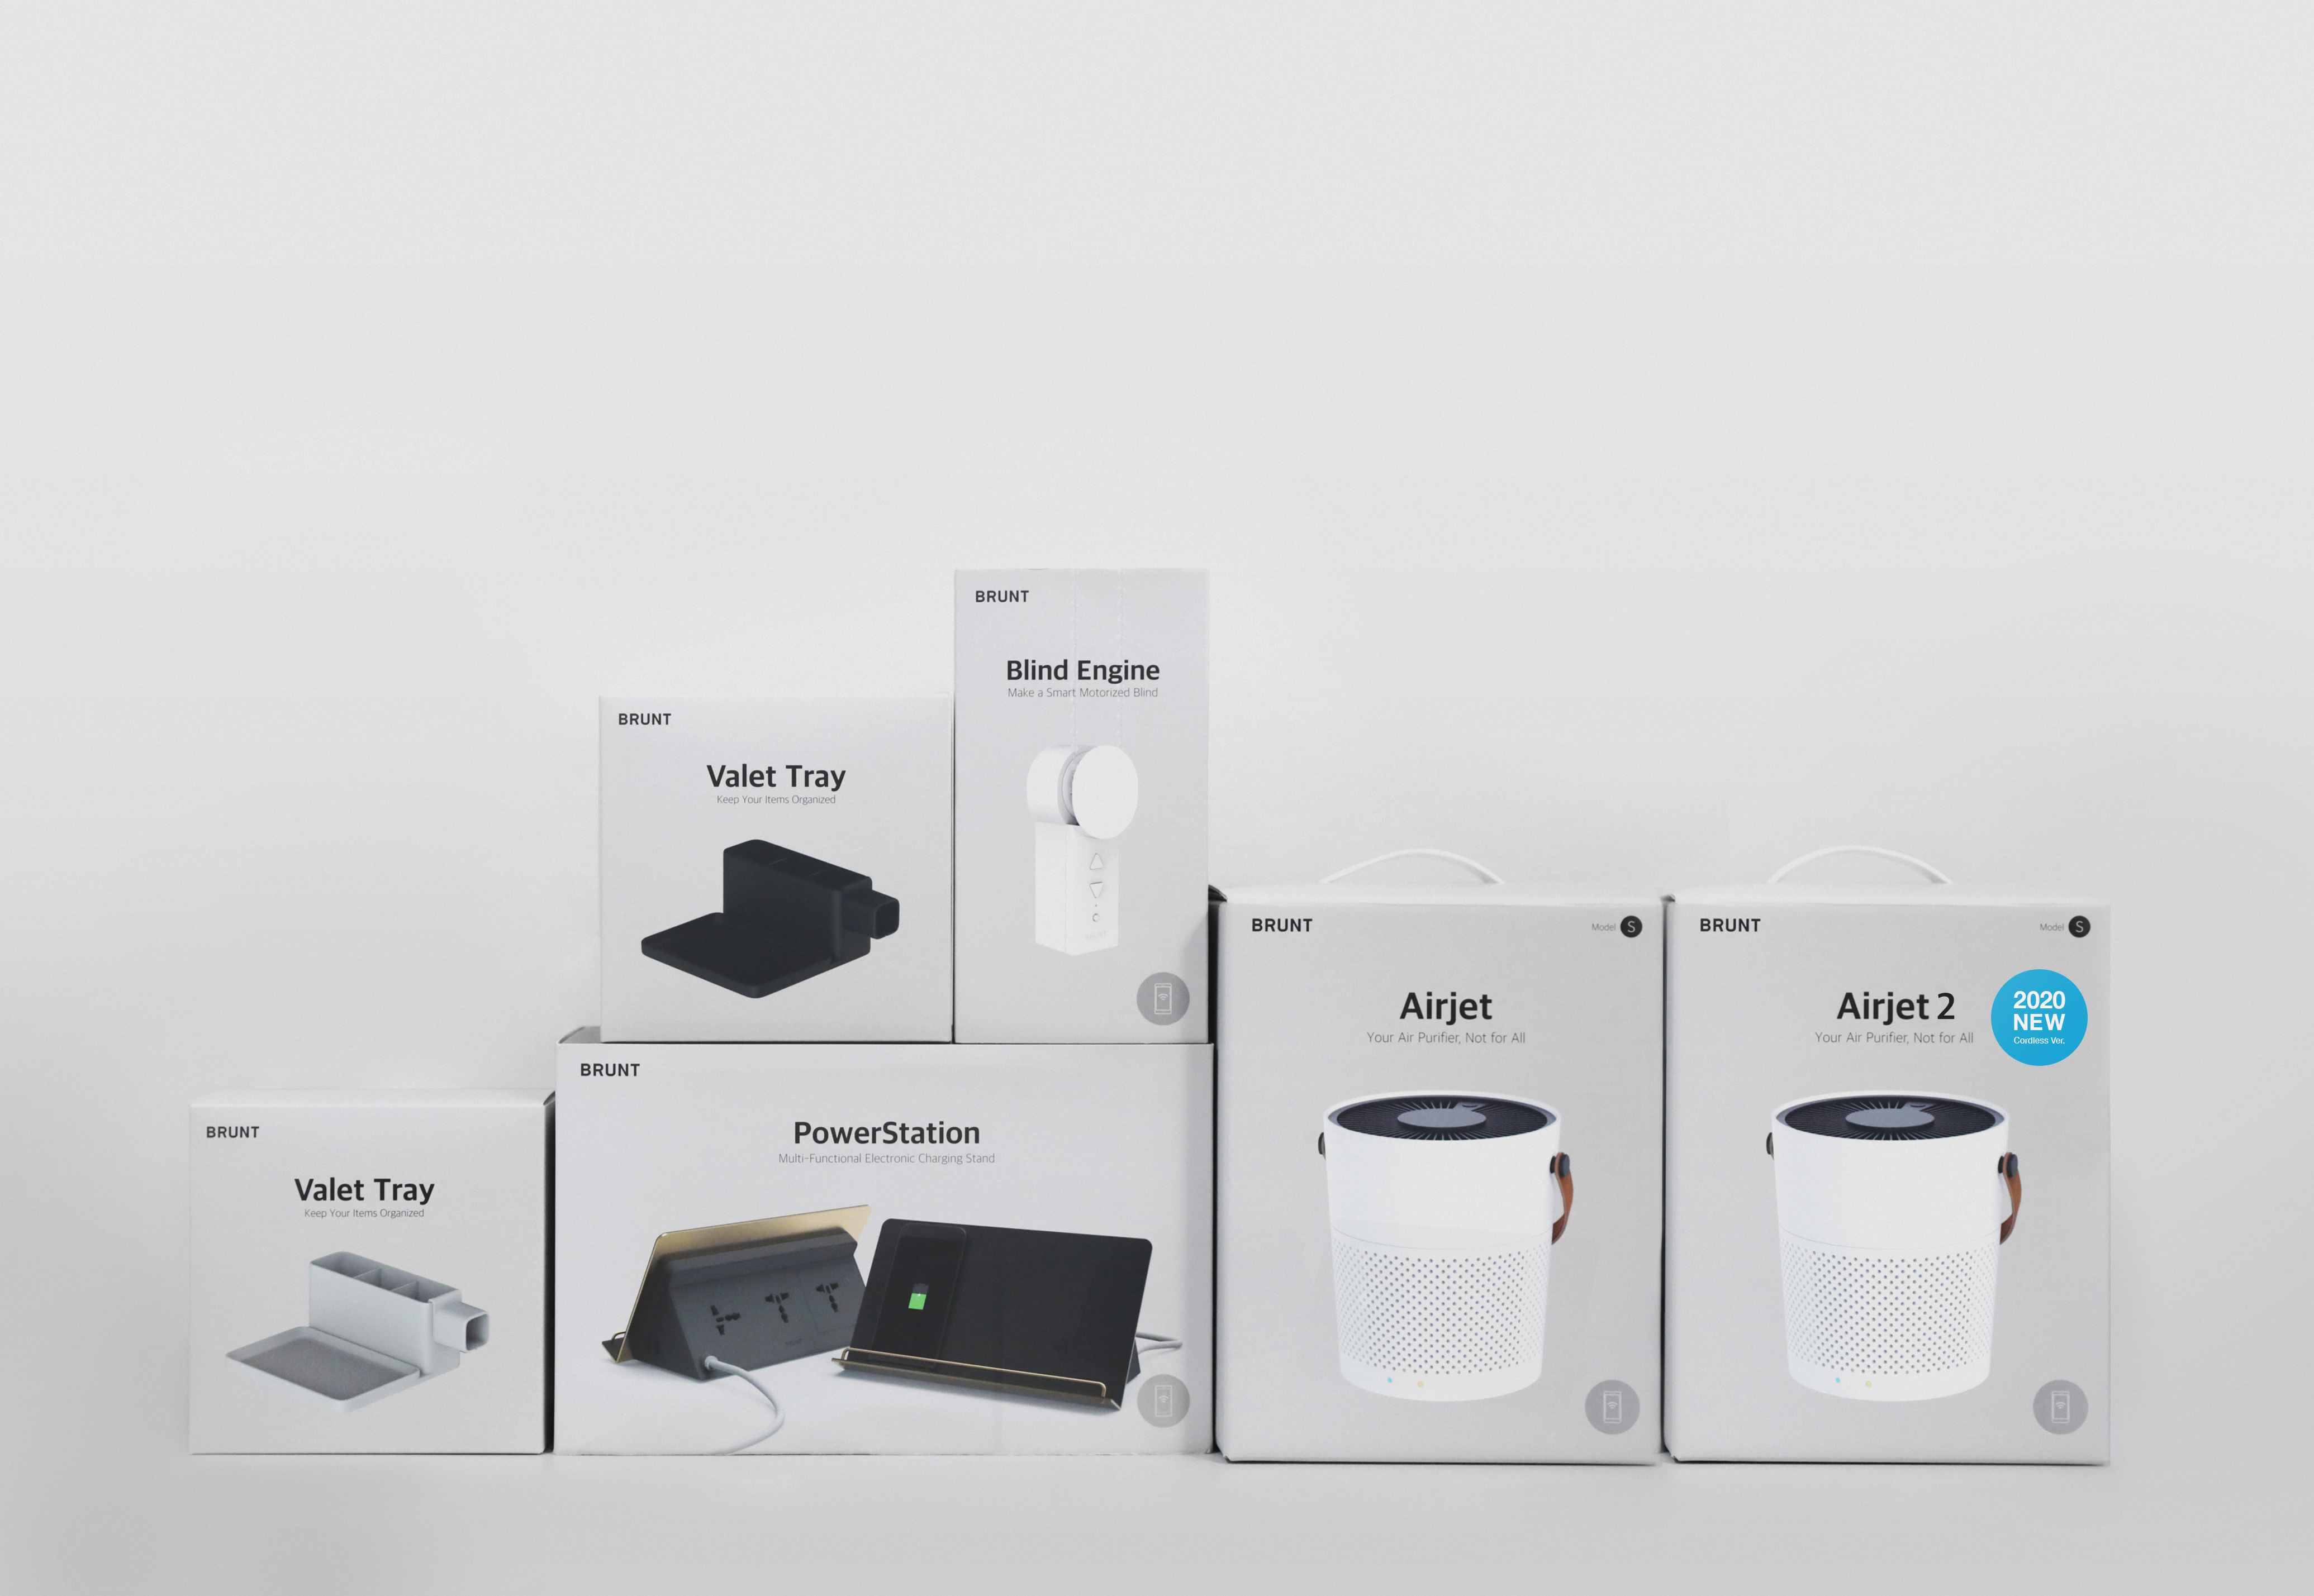 BRUNT
Blind Engine
Make a Smart Motorized Blind
BRUNT
Valet Tray
Keep Your Items Organized
BRUNT
Valet Tray
Keep Your Items Organized
BRUNT
PowerStation
Multi-Functional Electronic Charging Stand
BRUNT
Model S
Airjet
Your Air Purifier, Not for All
BRUNT
Model S
Airjet 2
Your Air Purifier, Not for All
2020
NEW
Cordless Ver.